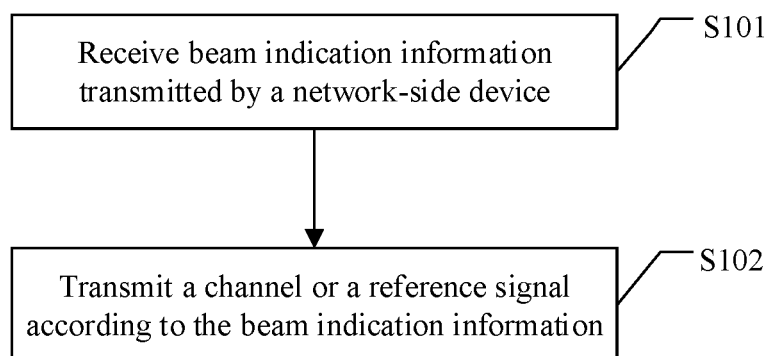 S101
Receive beam indication information
transmitted by a network-side device
S102
Transmit a channel or a reference signal
according to the beam indication information